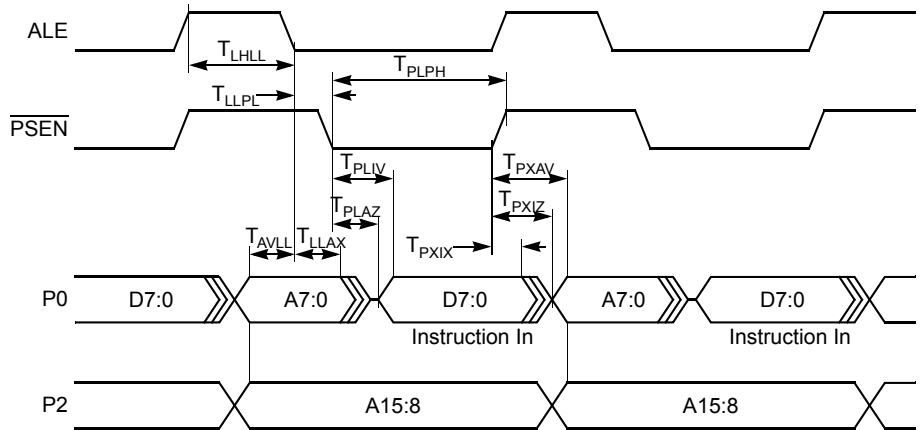 ALE
T_LHLL
T_PLPH
T_LLPL
PSEN
T_PLIV
T_PXAV
T_PLAZ
T_PXIZ
T_AVLL
T_LLAX
T_PXIX
P0
D7:0
A7:0
D7:0
A7:0
D7:0
Instruction In
Instruction In
P2
A15:8
A15:8